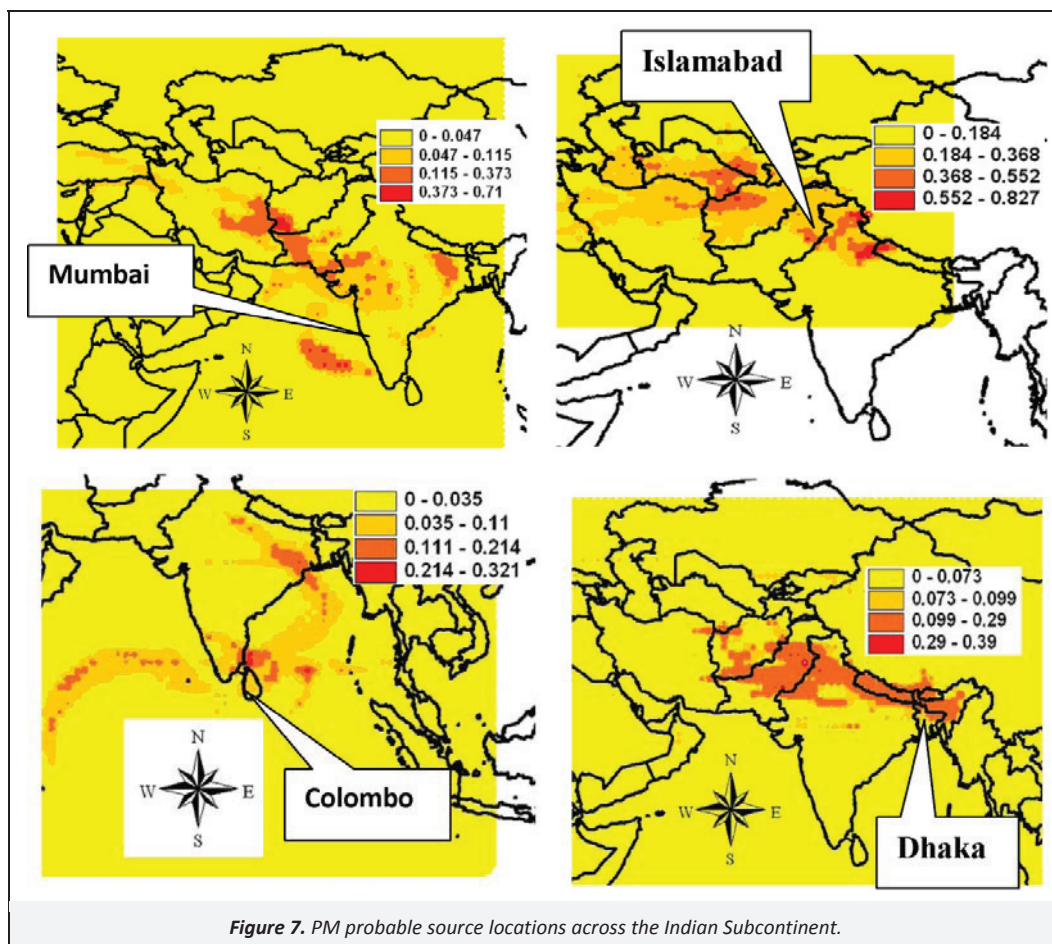 Islamabad
0 - 0.047
0.047 - 0.115
0.115 - 0.373
0.373 - 0.71
0 - 0.184
0.184 - 0.368
0.368 - 0.552
0.552 - 0.827
Mumbai
N
W E
S
N
W E
S
0 - 0.035
0.035 - 0.11
0.111 - 0.214
0.214 - 0.321
0 - 0.073
0.073 - 0.099
0.099 - 0.29
0.29 - 0.39
N
W E
S
Colombo
N
W E
S
Dhaka
Figure 7. PM probable source locations across the Indian Subcontinent.